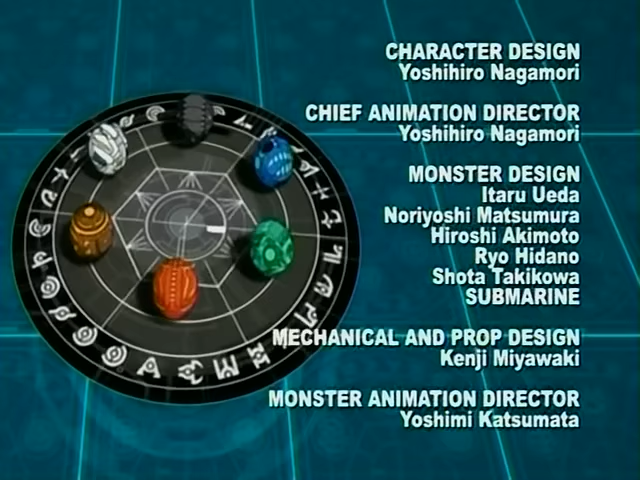 CHARACTER DESIGN
Yoshihiro Nagamori
CHIEF ANIMATION DIRECTOR
Yoshihiro Nagamori
MONSTER DESIGN
Itaru Ueda
Noriyoshi Matsumura
Hiroshi Akimoto
Ryo Hidano
Shota Takikowa
SUBMARINE
MECHANICAL AND PROP DESIGN
Kenji Miyawaki
MONSTER ANIMATION DIRECTOR
Yoshimi Katsumata